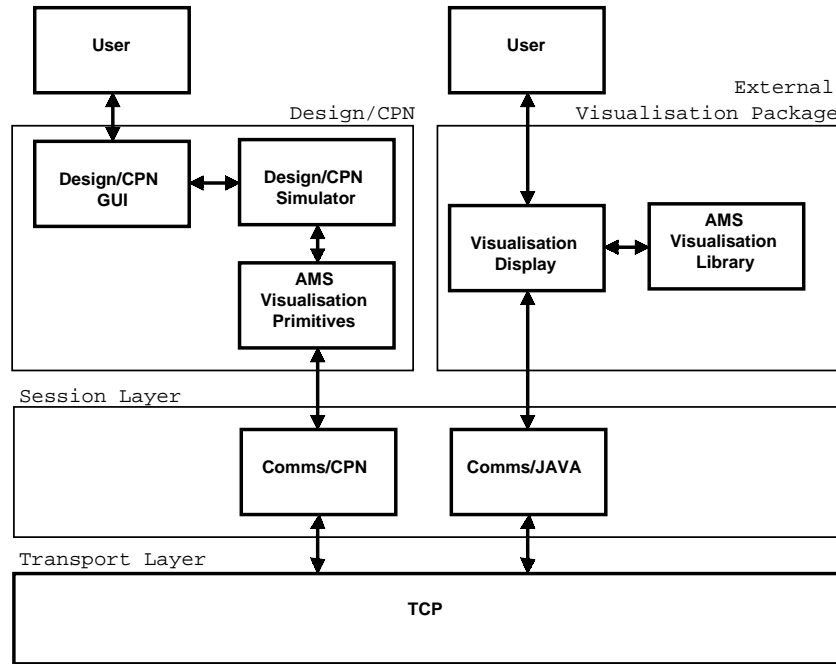 User
User
External
Design/CPN
Visualisation Package
Design/CPN
GUI
Design/CPN
Simulator
Visualisation
Display
AMS
Visualisation
Library
AMS
Visualisation
Primitives
Session Layer
Comms/CPN
Comms/JAVA
Transport Layer
TCP